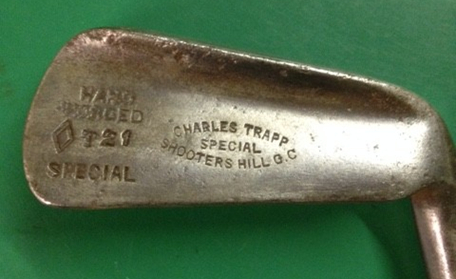 HAND
FORGED
T21
SPECIAL
CHARLES TRAPP
SPECIAL
SHOOTERS HILL G.C